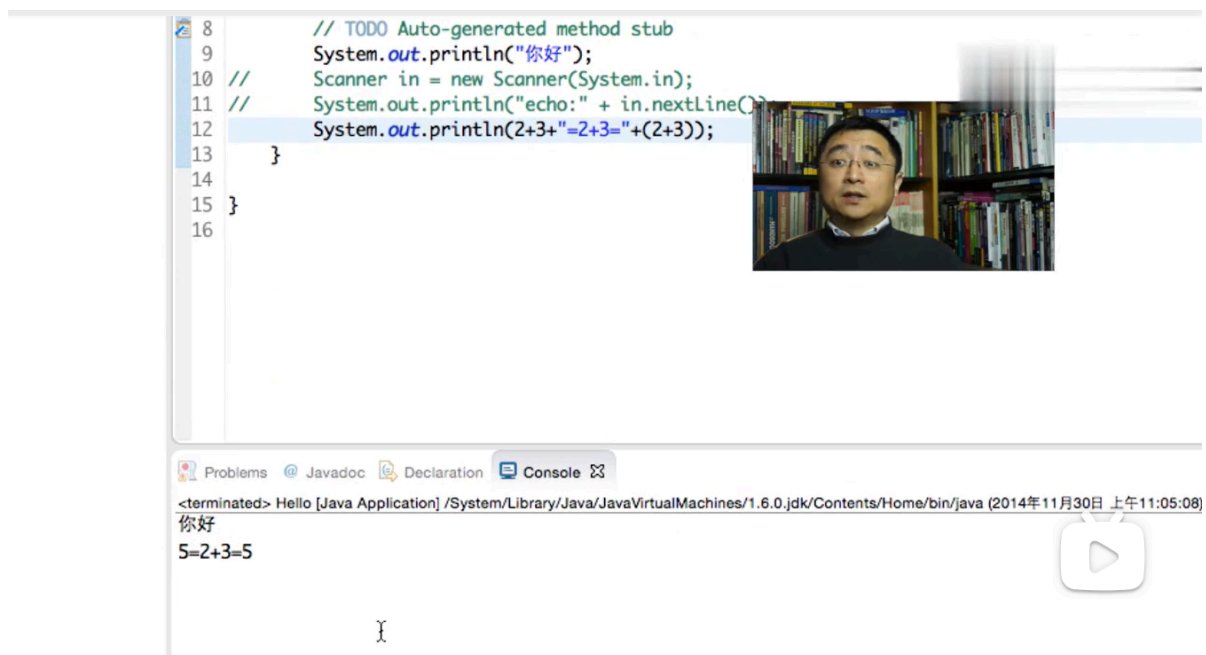 8 // TODO Auto-generated method stub
9 System.out.println("你好");
10 // Scanner in = new Scanner(System.in);
11 // System.out.println("echo:" + in.nextLine());
12 System.out.println(2+3+"=2+3="+(2+3));
13 }
14
15 }
16
Problems @ Javadoc Declaration Console
<terminated> Hello [Java Application] /System/Library/Java/JavaVirtualMachines/1.6.0.jdk/Contents/Home/bin/java (2014年11月30日 上午11:05:08)
你好
5=2+3=5